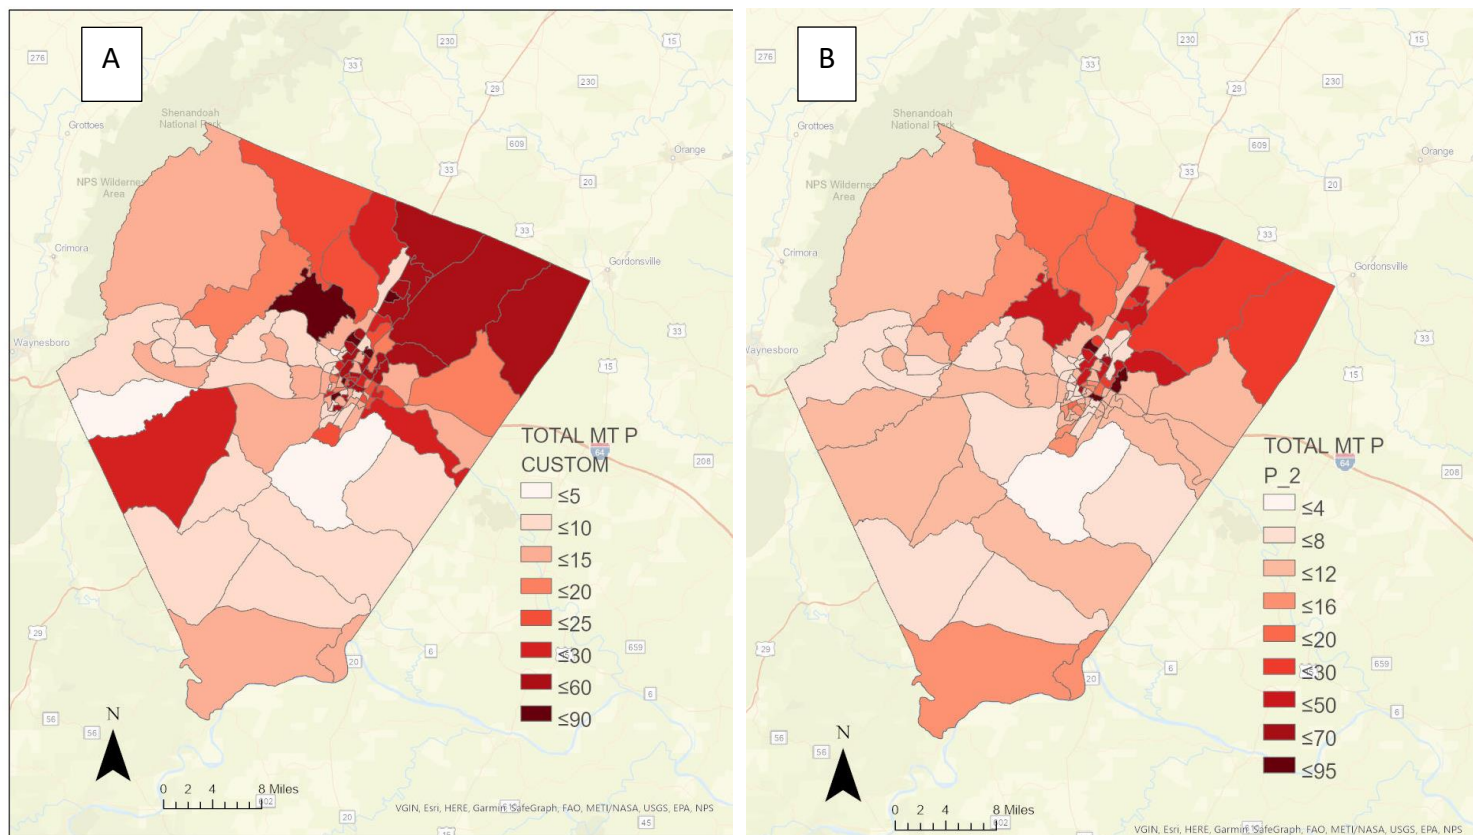 A
276
33
230
15
29
230
Shenandoah
National Park
Grottoes
609
Orange
33
NPS Wilderness
Area
20
33
Crimora
Gordonsville
33
Waynesboro
15
TOTAL MT P
CUSTOM
64
208
≤5
≤10
≤15
≤20
≤25
≤30
≤60
≤90
29
6
659
20
6
56
56
N
0 2 4 8 Miles
602
VGIN, Esri, HERE, Garmin, SafeGraph, FAO, METI/NASA, USGS, EPA, NPS
45
15
B
230
15
33
29
230
Shenandoah
National Park
Grottoes
609
Orange
33
NPS Wilderness
Area
20
33
Crimora
Gordonsville
33
Waynesboro
15
TOTAL MT P
P_2
64
208
≤4
≤8
≤12
≤16
≤20
≤30
≤50
≤70
≤95
29
6
659
20
6
56
56
N
0 2 4 8 Miles
602
VGIN, Esri, HERE, Garmin, SafeGraph, FAO, METI/NASA, USGS, EPA, NPS